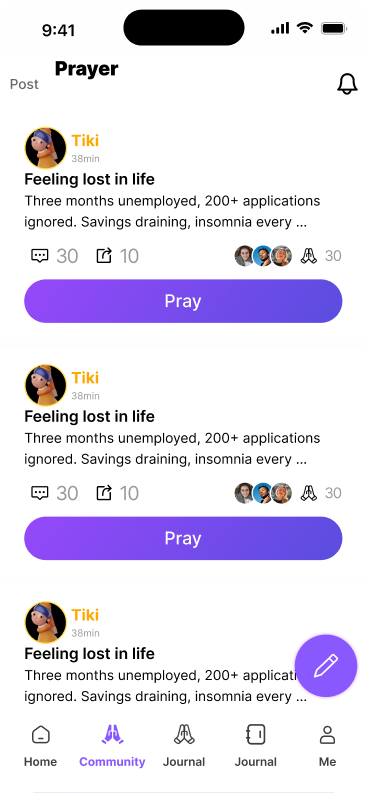 9:41
Post
Prayer
Tiki
38min
Feeling lost in life
Three months unemployed, 200+ applications
ignored. Savings draining, insomnia every ...
30 10 30
Pray
Tiki
38min
Feeling lost in life
Three months unemployed, 200+ applications
ignored. Savings draining, insomnia every ...
30 10 30
Pray
Tiki
38min
Feeling lost in life
Three months unemployed, 200+ applicati
ignored. Savings draining, insomnia every ...
Home Community Journal Journal Me